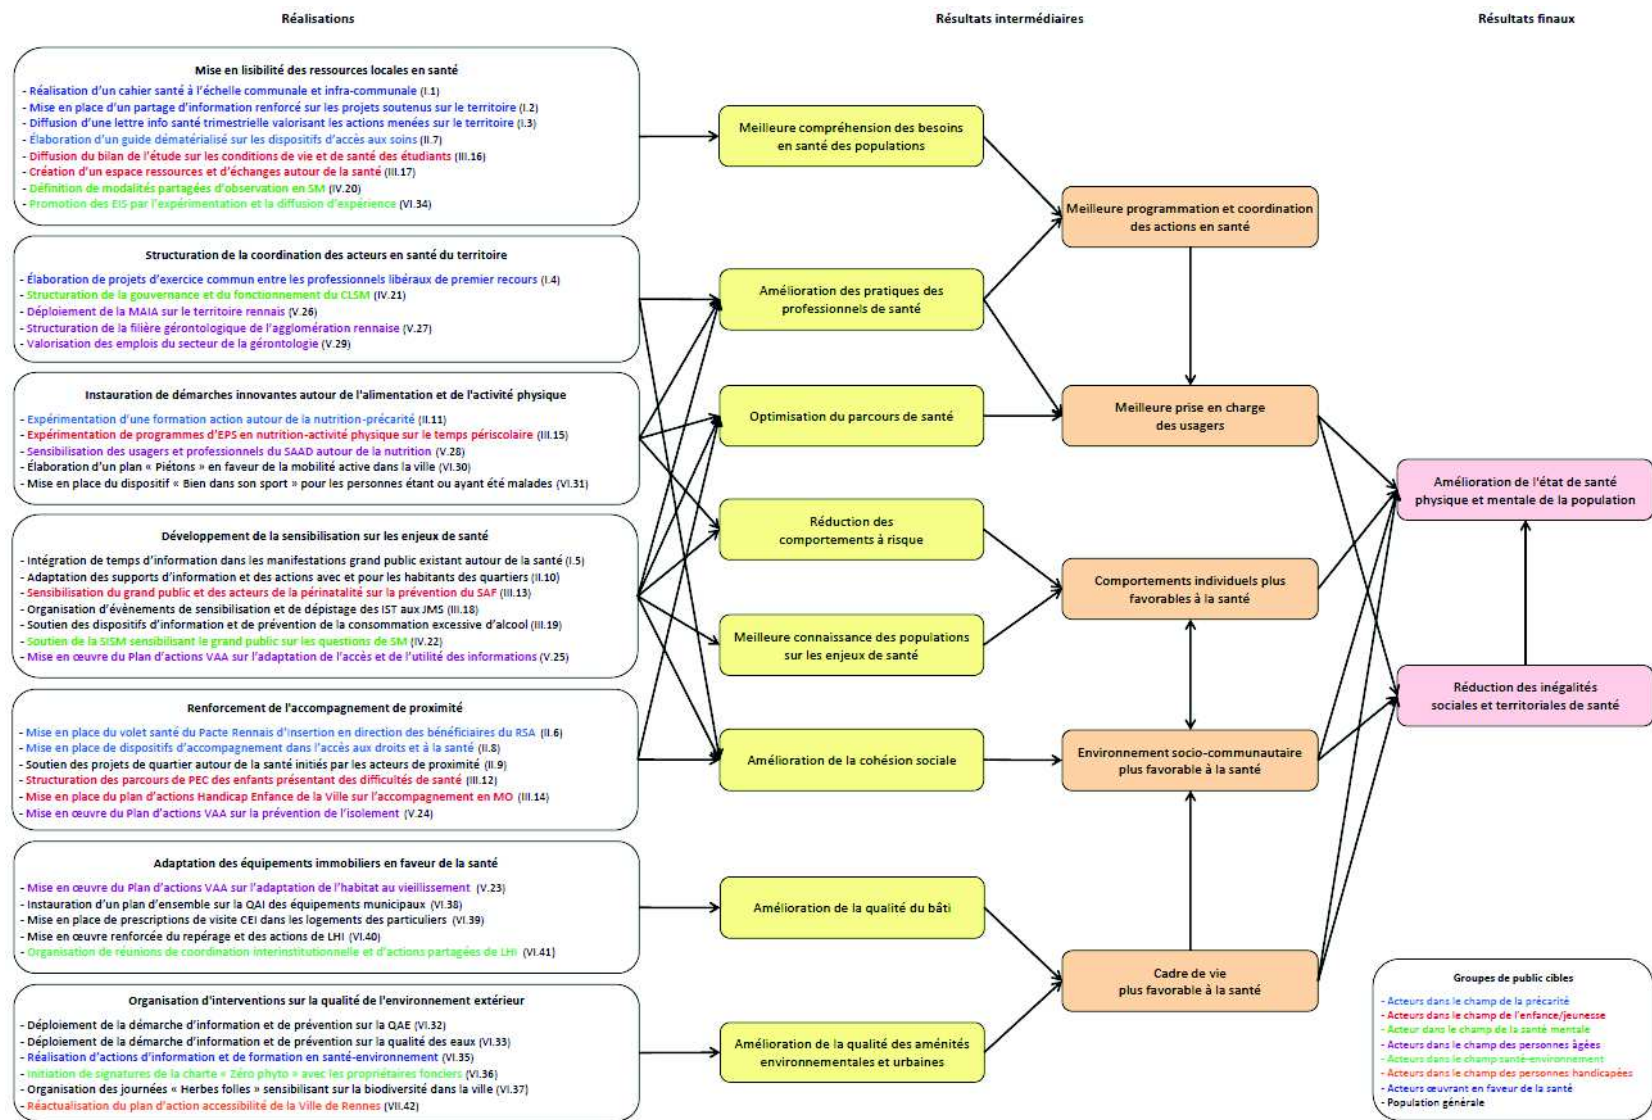 Réalisations
Résultats intermédiaires
Résultats finaux
Mise en lisibilité des ressources locales en santé
- Réalisation d'un cahier santé à l'échelle communale et infra-communale (I.1)
- Mise en place d'un partage d'information renforcé sur les projets soutenus sur le territoire (I.2)
- Diffusion d'une lettre info santé trimestrielle valorisant les actions menées sur le territoire (I.3)
- Élaboration d'un guide dématérialisé sur les dispositifs d'accès aux soins (II.7)
- Diffusion du bilan de l'étude sur les conditions de vie et de santé des étudiants (III.16)
- Création d'un espace ressources et d'échanges autour de la santé (III.17)
- Définition de modalités partagées d'observation en SM (IV.20)
- Promotion des EIS par l'expérimentation et la diffusion d'expérience (VI.34)
Structuration de la coordination des acteurs en santé du territoire
- Élaboration de projets d'exercice commun entre les professionnels libéraux de premier recours (I.4)
- Structuration de la gouvernance et du fonctionnement du CLSM (IV.21)
- Déploiement de la MAIA sur le territoire rennais (V.26)
- Structuration de la filière gérontologique de l'agglomération rennaise (V.27)
- Valorisation des emplois du secteur de la gérontologie (V.29)
Instauration de démarches innovantes autour de l'alimentation et de l'activité physique
- Expérimentation d'une formation action autour de la nutrition-précarité (II.11)
- Expérimentation de programmes d'EPS en nutrition-activité physique sur le temps périscolaire (III.15)
- Sensibilisation des usagers et professionnels du SAAD autour de la nutrition (V.28)
- Élaboration d'un plan « Piétons » en faveur de la mobilité active dans la ville (VI.30)
- Mise en place du dispositif « Bien dans son sport » pour les personnes étant ou ayant été malades (VI.31)
Développement de la sensibilisation sur les enjeux de santé
- Intégration de temps d'information dans les manifestations grand public existant autour de la santé (I.5)
- Adaptation des supports d'information et des actions avec et pour les habitants des quartiers (II.10)
- Sensibilisation du grand public et des acteurs de la périnatalité sur la prévention du SAF (III.13)
- Organisation d'évènements de sensibilisation et de dépistage des IST aux JMS (III.18)
- Soutien des dispositifs d'information et de prévention de la consommation excessive d'alcool (III.19)
- Soutien de la SISM sensibilisant le grand public sur les questions de SM (IV.22)
- Mise en œuvre du Plan d'actions VAA sur l'adaptation de l'accès et de l'utilité des informations (V.25)
Renforcement de l'accompagnement de proximité
- Mise en place du volet santé du Pacte Rennais d'Insertion en direction des bénéficiaires du RSA (II.6)
- Mise en place de dispositifs d'accompagnement dans l'accès aux droits et à la santé (II.8)
- Soutien des projets de quartier autour de la santé initiés par les acteurs de proximité (II.9)
- Structuration des parcours de PEC des enfants présentant des difficultés de santé (III.12)
- Mise en place du plan d'actions Handicap Enfance de la Ville sur l'accompagnement en MO (III.14)
- Mise en œuvre du Plan d'actions VAA sur la prévention de l'isolement (V.24)
Adaptation des équipements immobiliers en faveur de la santé
- Mise en œuvre du Plan d'actions VAA sur l'adaptation de l'habitat au vieillissement (V.23)
- Instauration d'un plan d'ensemble sur la QAI des équipements municipaux (VI.38)
- Mise en place de prescriptions de visite CEI dans les logements des particuliers (VI.39)
- Mise en œuvre renforcée du repérage et des actions de LHI (VI.40)
- Organisation de réunions de coordination interinstitutionnelle et d'actions partagées de LHI (VI.41)
Organisation d'interventions sur la qualité de l'environnement extérieur
- Déploiement de la démarche d'information et de prévention sur la QAE (VI.32)
- Déploiement de la démarche d'information et de prévention sur la qualité des eaux (VI.33)
- Réalisation d'actions d'information et de formation en santé-environnement (VI.35)
- Initiation de signatures de la charte « Zéro phyto » avec les propriétaires fonciers (VI.36)
- Organisation des journées « Herbes folles » sensibilisant sur la biodiversité dans la ville (VI.37)
- Réactualisation du plan d'action accessibilité de la Ville de Rennes (VII.42)
Meilleure compréhension des besoins
en santé des populations
Amélioration des pratiques des
professionnels de santé
Optimisation du parcours de santé
Réduction des
comportements à risque
Meilleure connaissance des populations
sur les enjeux de santé
Amélioration de la cohésion sociale
Amélioration de la qualité du bâti
Amélioration de la qualité des aménités
environnementales et urbaines
Meilleure programmation et coordination
des actions en santé
Meilleure prise en charge
des usagers
Comportements individuels plus
favorables à la santé
Environnement socio-communautaire
plus favorable à la santé
Cadre de vie
plus favorable à la santé
Amélioration de l'état de santé
physique et mentale de la population
Réduction des inégalités
sociales et territoriales de santé
Groupes de public cibles
- Acteurs dans le champ de la précarité
- Acteurs dans le champ de l'enfance/jeunesse
- Acteur dans le champ de la santé mentale
- Acteurs dans le champ des personnes âgées
- Acteurs dans le champ santé-environnement
- Acteurs dans le champ des personnes handicapées
- Acteurs œuvrant en faveur de la santé
- Population générale